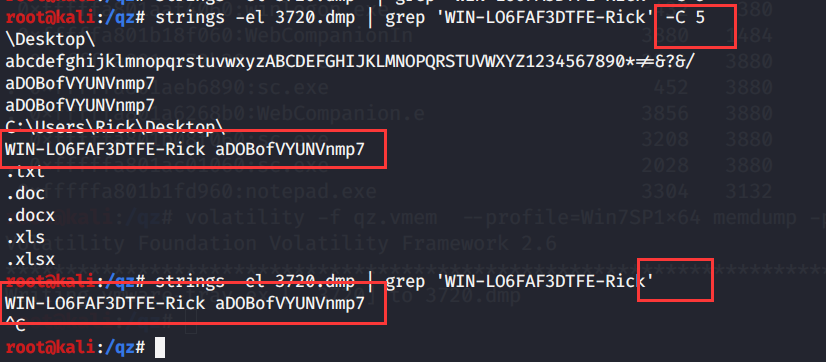 root@kali:/qz# strings -el 3720.dmp | grep 'WIN-LO6FAF3DTFE-Rick' -C 5
\Desktop\
abcdefghijklmnopqrstuvwxyzABCDEFGHIJKLMNOPQRSTUVWXYZ1234567890*!=&?&/
aDOBofVYUNVnmp7
aDOBofVYUNVnmp7
C:\Users\Rick\Desktop\
WIN-LO6FAF3DTFE-Rick aDOBofVYUNVnmp7
.txt
.doc
.docx
.xls
.xlsx
root@kali:/qz# strings -el 3720.dmp | grep 'WIN-LO6FAF3DTFE-Rick'
WIN-LO6FAF3DTFE-Rick aDOBofVYUNVnmp7
^C
root@kali:/qz#